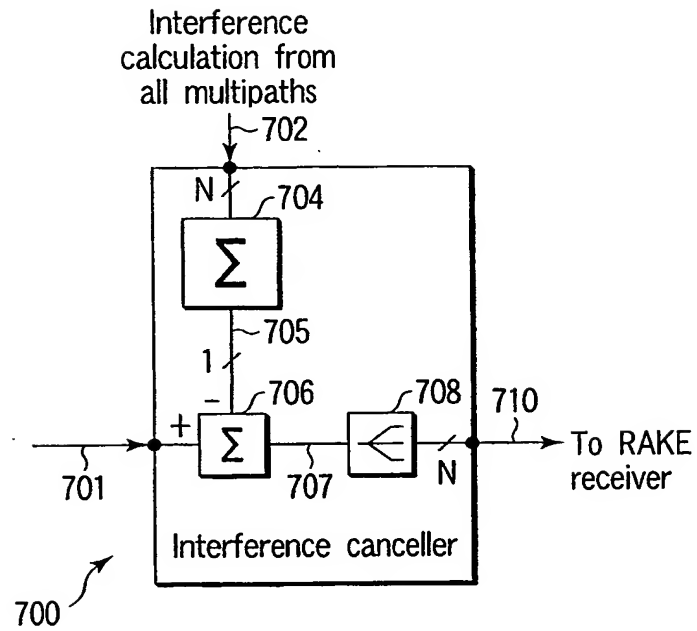 Interference
calculation from
all multipaths
702
N
704
Σ
705
1
−
706
708
710
+
Σ
To RAKE
receiver
701
707
N
Interference canceller
700